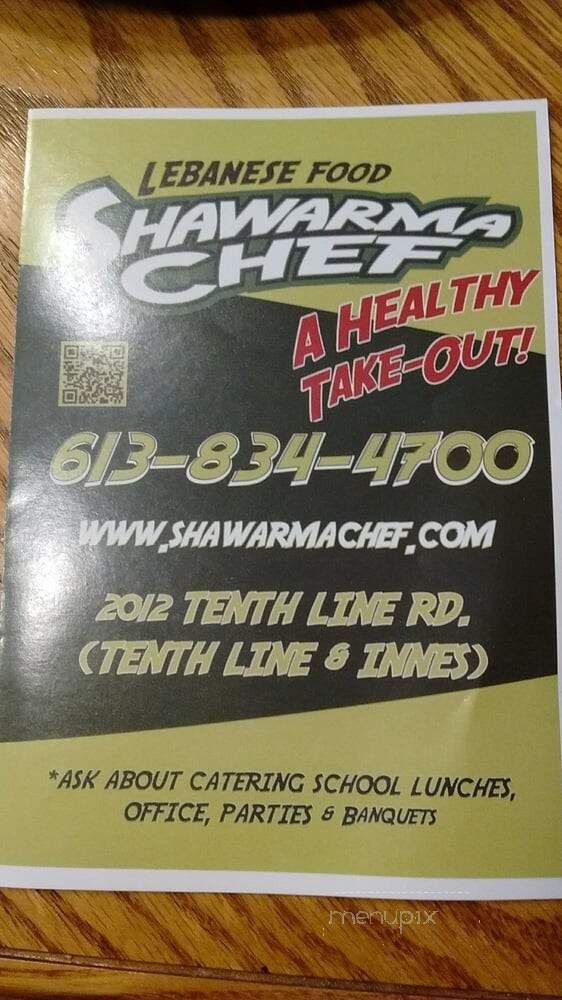 LEBANESE FOOD
SHAWARMA
CHEF
A HEALTHY
TAKE-OUT!
613-834-4700
WWW.SHAWARMACHEF.COM
2012 TENTH LINE RD.
(TENTH LINE & INNES)
*ASK ABOUT CATERING SCHOOL LUNCHES,
OFFICE, PARTIES & BANQUETS
menupix